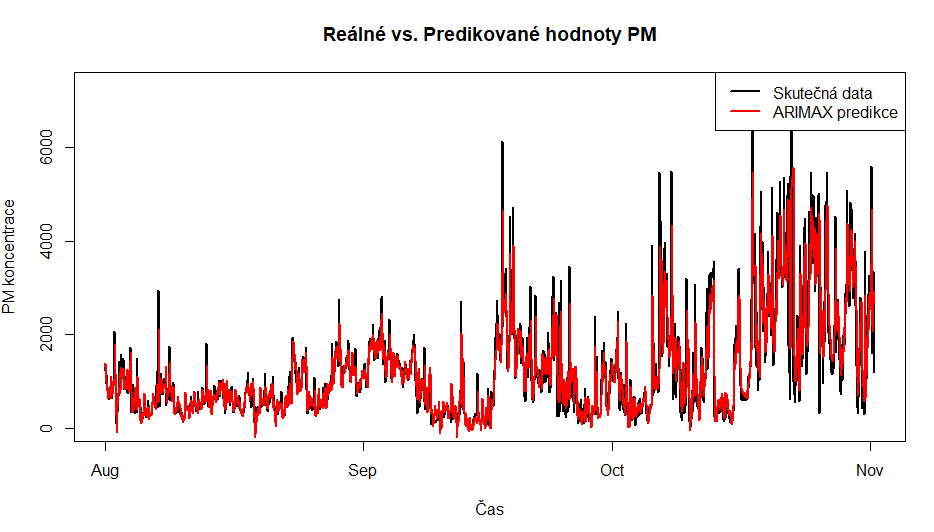 Reálné vs. Predikované hodnoty PM
Skutečná data
ARIMAX predikce
PM koncentrace
6000
4000
2000
0
Aug Sep Oct Nov
Čas